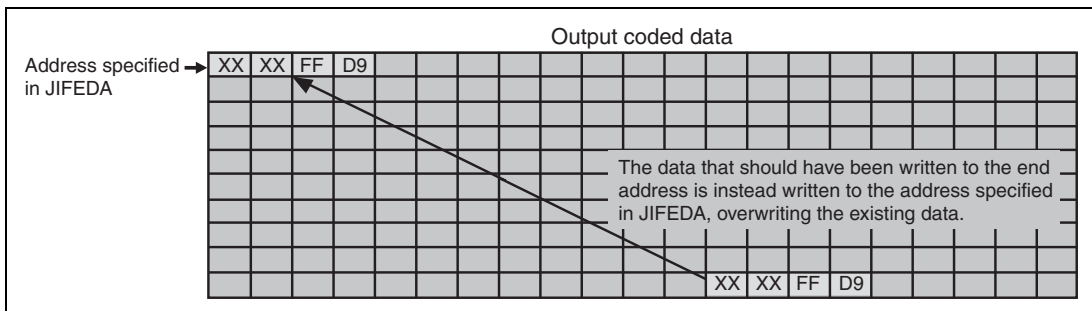 Output coded data
Address specified
in JIFEDA
XX XX FF D9
The data that should have been written to the end
address is instead written to the address specified
in JIFEDA, overwriting the existing data.
XX XX FF D9